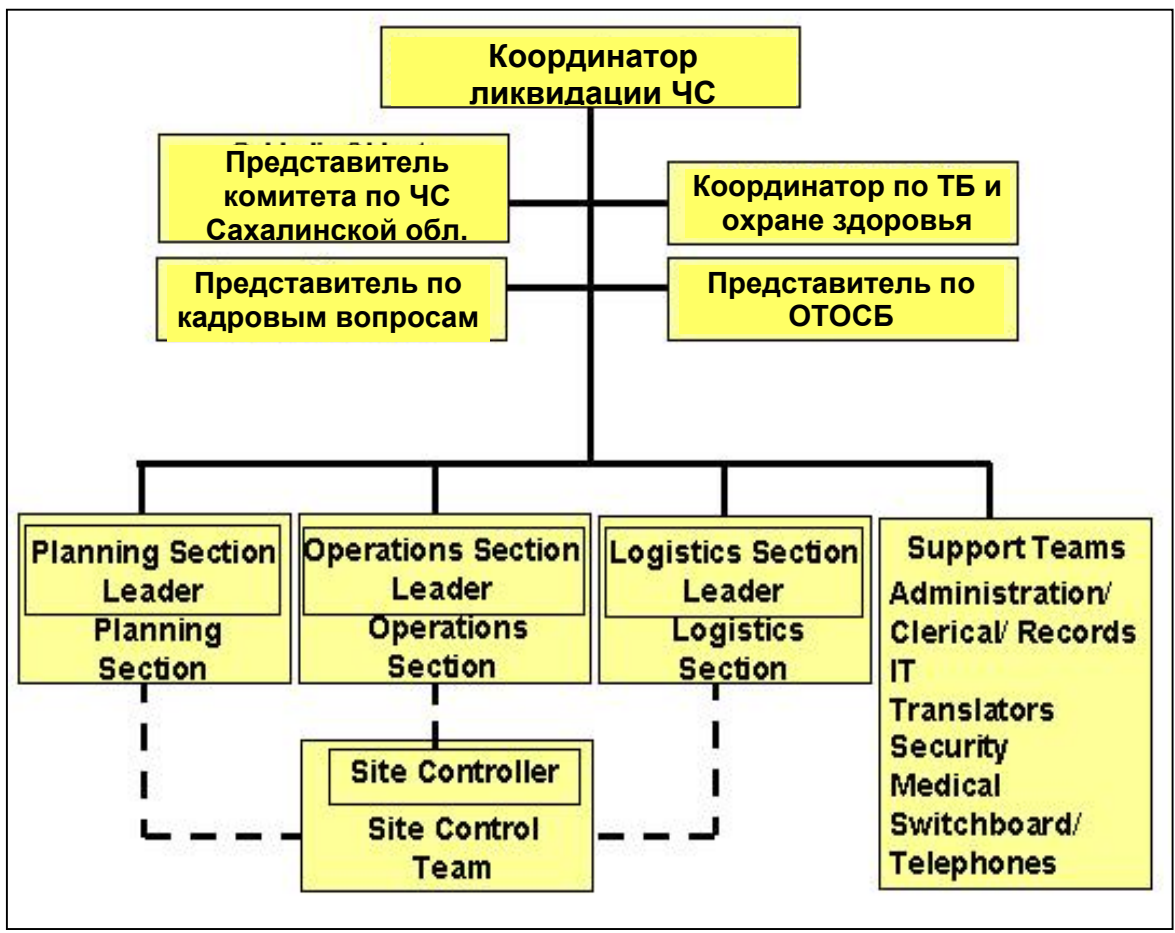 Координатор
ликвидации ЧС
Представитель
комитета по ЧС
Сахалинской обл.
Координатор по ТБ и
охране здоровья
Представитель по
кадровым вопросам
Представитель по
ОТОСБ
Planning Section
Leader
Planning
Section
Operations Section
Leader
Operations
Section
Logistics Section
Leader
Logistics
Section
Support Teams
Administration/
Clerical/ Records
IT
Translators
Security
Medical
Switchboard/
Telephones
Site Controller
Site Control
Team